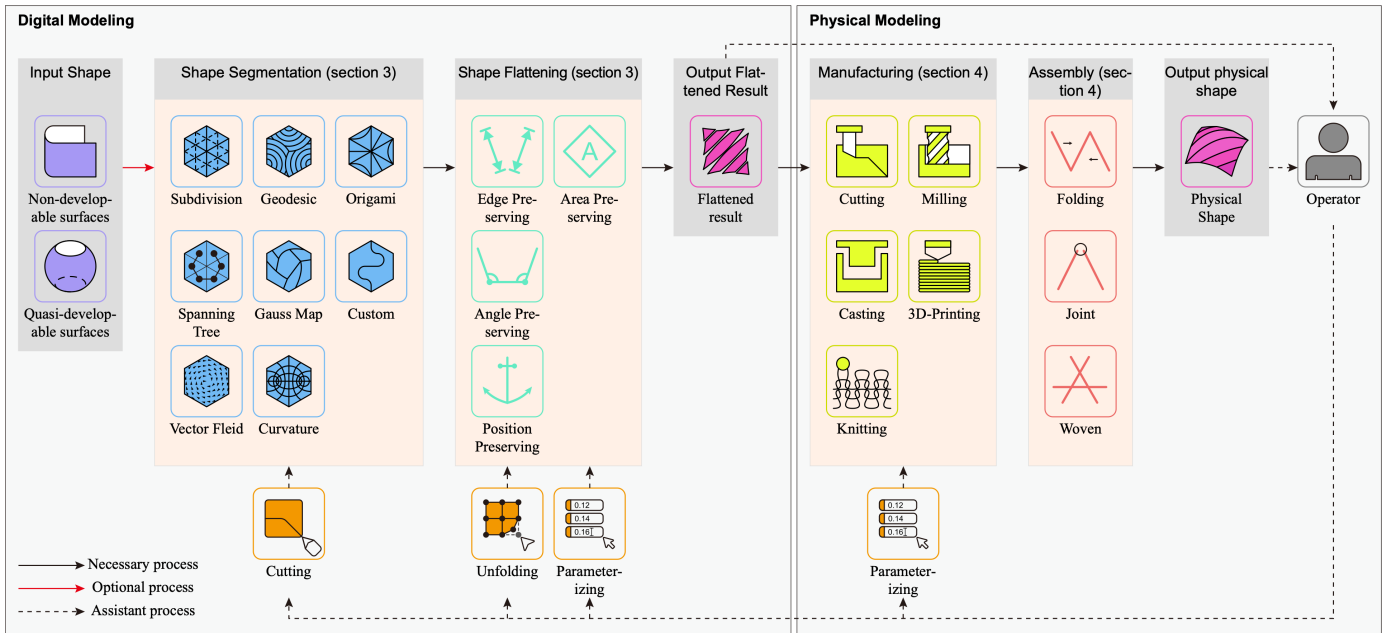 Digital Modeling
Physical Modeling
Input Shape
Non-develop-
able surfaces
Quasi-develop-
able surfaces
Shape Segmentation (section 3)
Subdivision
Geodesic
Origami
Spanning
Tree
Gauss Map
Custom
Vector Fleid
Curvature
Shape Flattening (section 3)
Edge Pre-
serving
Area Pre-
serving
A
Angle Pre-
serving
Position
Preserving
Output Flat-
tened Result
Flattened
result
Manufacturing (section 4)
Cutting
Milling
Casting
3D-Printing
Knitting
Assembly (sec-
tion 4)
Folding
Joint
Woven
Output physical
shape
Physical
Shape
Operator
Cutting
Unfolding
0.12
0.14
0.16
Parameter-
izing
0.12
0.14
0.16
Parameter-
izing
Necessary process
Optional process
Assistant process